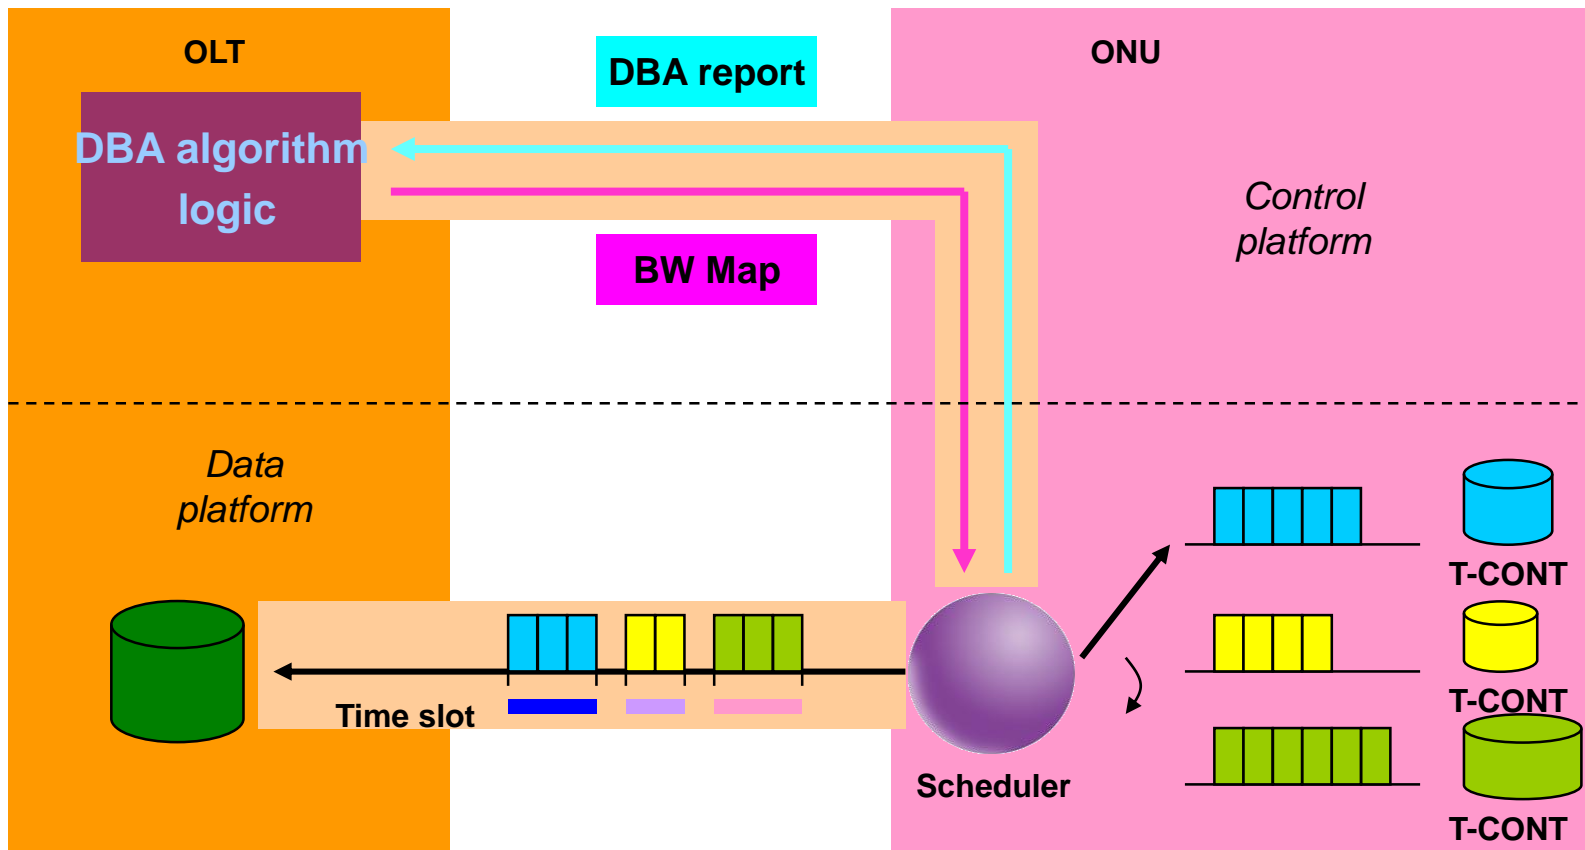 OLT
DBA report
ONU
DBA algorithm
logic
Control
platform
BW Map
Data
platform
T-CONT
Time slot
T-CONT
Scheduler
T-CONT